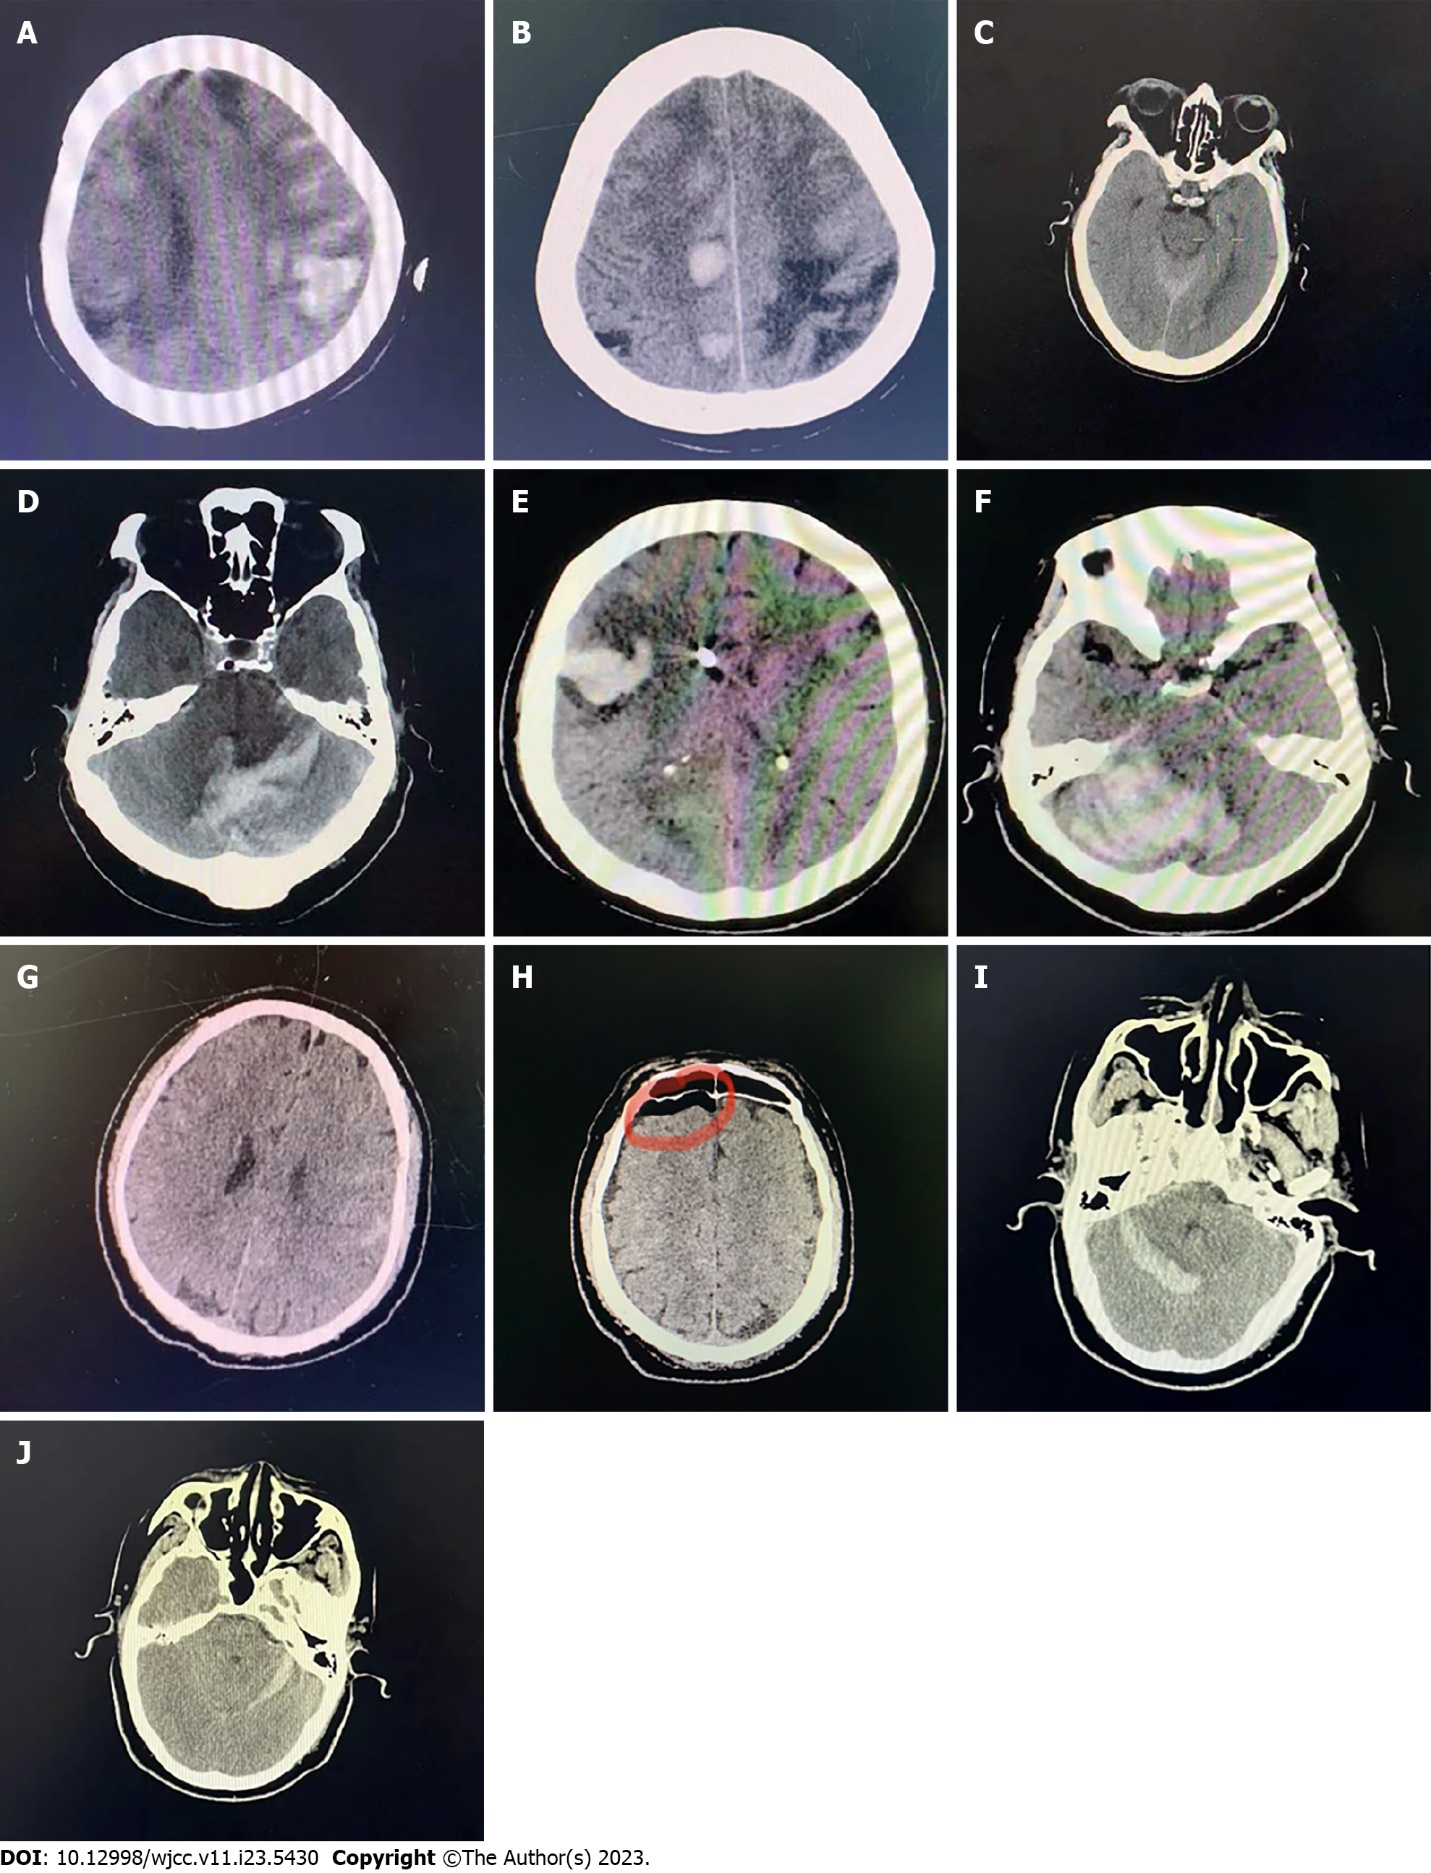 A
B
C
D
E
F
G
H
I
J
DOI: 10.12998/wjcc.v11.i23.5430 Copyright ©The Author(s) 2023.